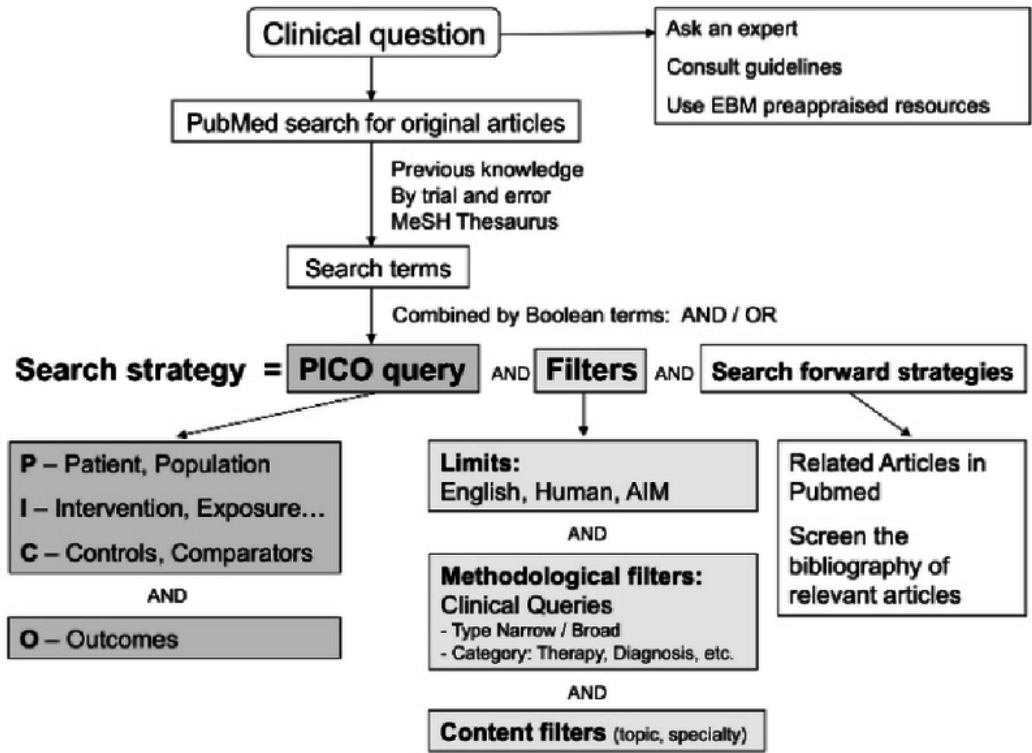 Clinical question
Ask an expert
Consult guidelines
Use EBM preappraised resources
PubMed search for original articles
Previous knowledge
By trial and error
MeSH Thesaurus
Search terms
Combined by Boolean terms: AND / OR
Search strategy = PICO query AND Filters AND Search forward strategies
P – Patient, Population
I – Intervention, Exposure…
C – Controls, Comparators
AND
O – Outcomes
Limits:
English, Human, AIM
AND
Methodological filters:
Clinical Queries
- Type Narrow / Broad
- Category: Therapy, Diagnosis, etc.
AND
Content filters (topic, specialty)
Related Articles in
Pubmed
Screen the
bibliography of
relevant articles